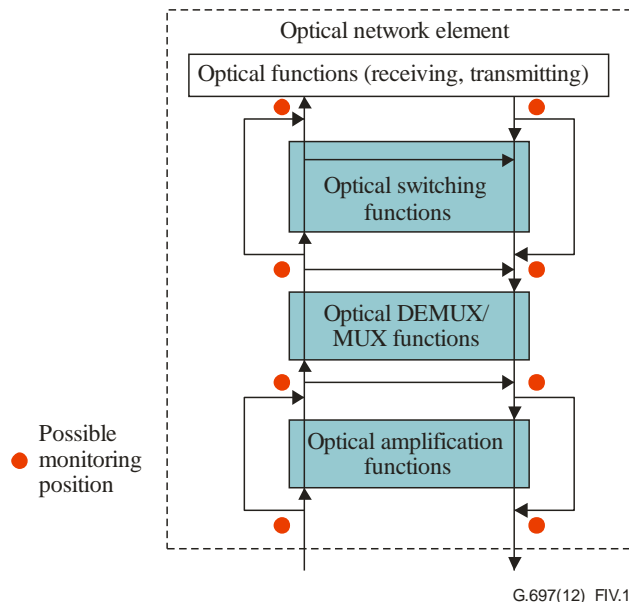 Optical network element
Optical functions (receiving, transmitting)
Optical switching
functions
Optical DEMUX/
MUX functions
Optical amplification
functions
Possible
monitoring
position
G.697(12)_FIV.1